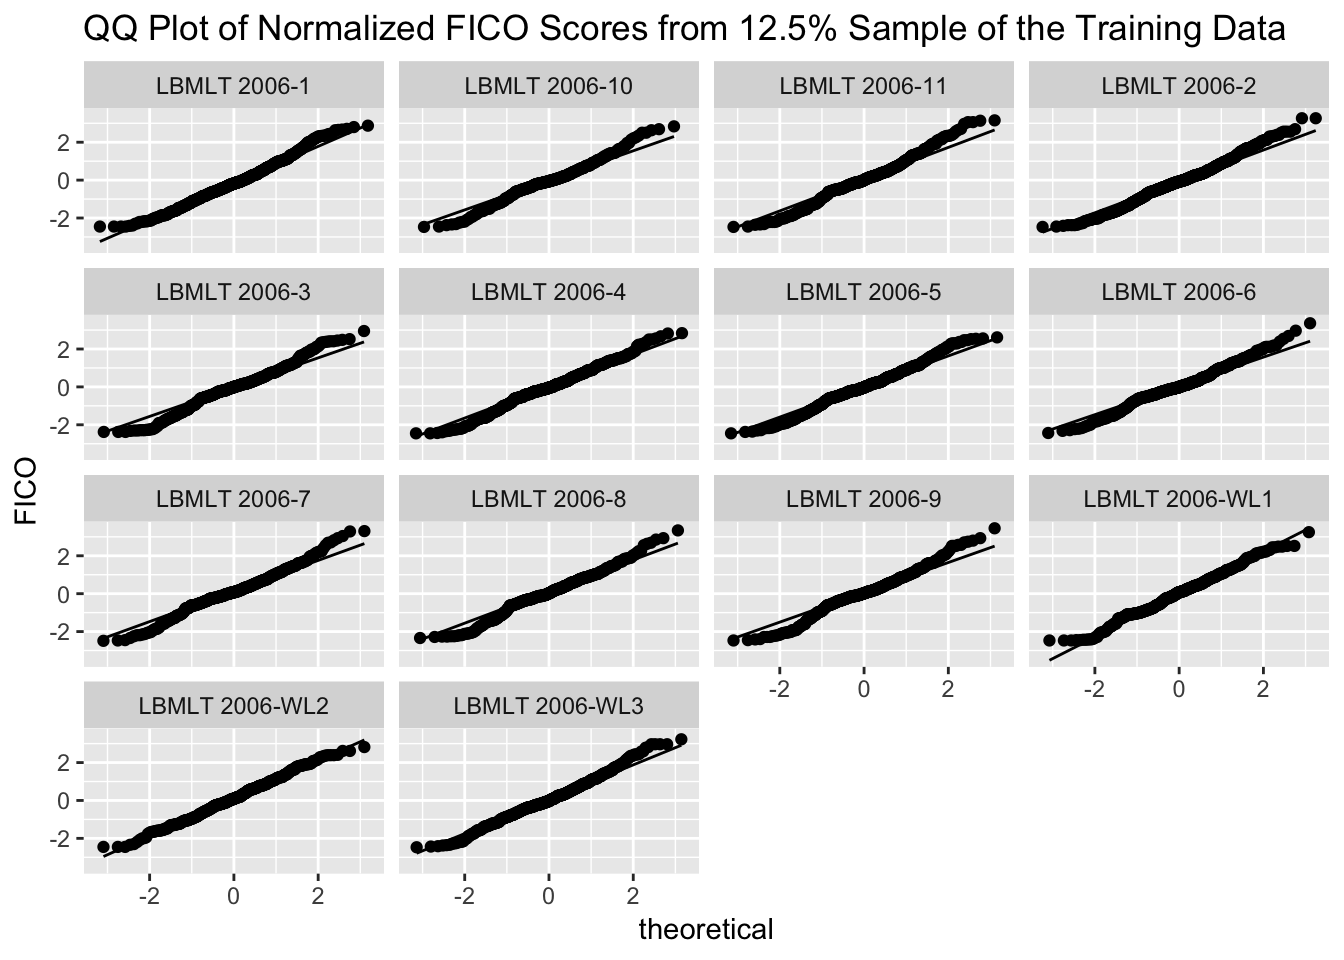 QQ Plot of Normalized FICO Scores from 12.5% Sample of the Training Data
LBMLT 2006-1
LBMLT 2006-10
LBMLT 2006-11
LBMLT 2006-2
2
0
-2
LBMLT 2006-3
LBMLT 2006-4
LBMLT 2006-5
LBMLT 2006-6
2
0
-2
LBMLT 2006-7
LBMLT 2006-8
LBMLT 2006-9
LBMLT 2006-WL1
2
0
-2
-2 0 2
-2 0 2
LBMLT 2006-WL2
LBMLT 2006-WL3
2
0
-2
-2 0 2
-2 0 2
FICO
theoretical